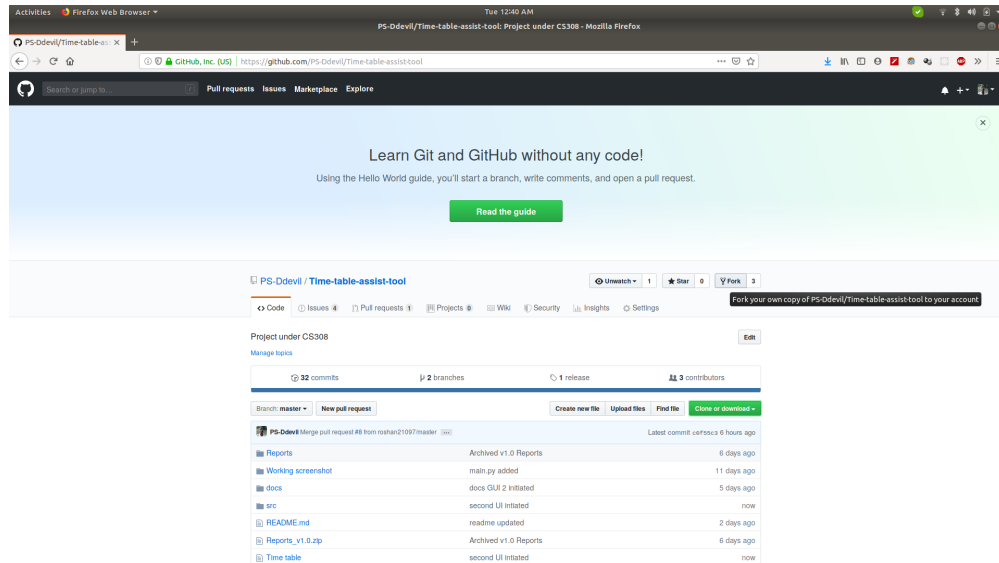 Activities Firefox Web Browser Tue 12:40 AM
PS-Ddevil/Time-table-assist-tool: Project under CS308 - Mozilla Firefox
PS-Ddevil/Time-table-as
GitHub, Inc. (US) https://github.com/PS-Ddevil/Time-table-assist-tool
Search or jump to... / Pull requests Issues Marketplace Explore
Learn Git and GitHub without any code!
Using the Hello World guide, you'll start a branch, write comments, and open a pull request.
Read the guide
PS-Ddevil / Time-table-assist-tool Unwatch 1 Star 0 Fork 3
Fork your own copy of PS-Ddevil/Time-table-assist-tool to your account
Code Issues 4 Pull requests 1 Projects 0 Wiki Security Insights Settings
Project under CS308 Edit
Manage topics
32 commits 2 branches 1 release 3 contributors
Branch: master New pull request Create new file Upload files Find file Clone or download
PS-Ddevil Merge pull request #8 from roshan21097/master ... Latest commit cef55c3 6 hours ago
Reports Archived v1.0 Reports 6 days ago
Working screenshot main.py added 11 days ago
docs docs GUI 2 initiated 5 days ago
src second UI intiated now
README.md readme updated 2 days ago
Reports_v1.0.zip Archived v1.0 Reports 6 days ago
Time table second UI intiated now